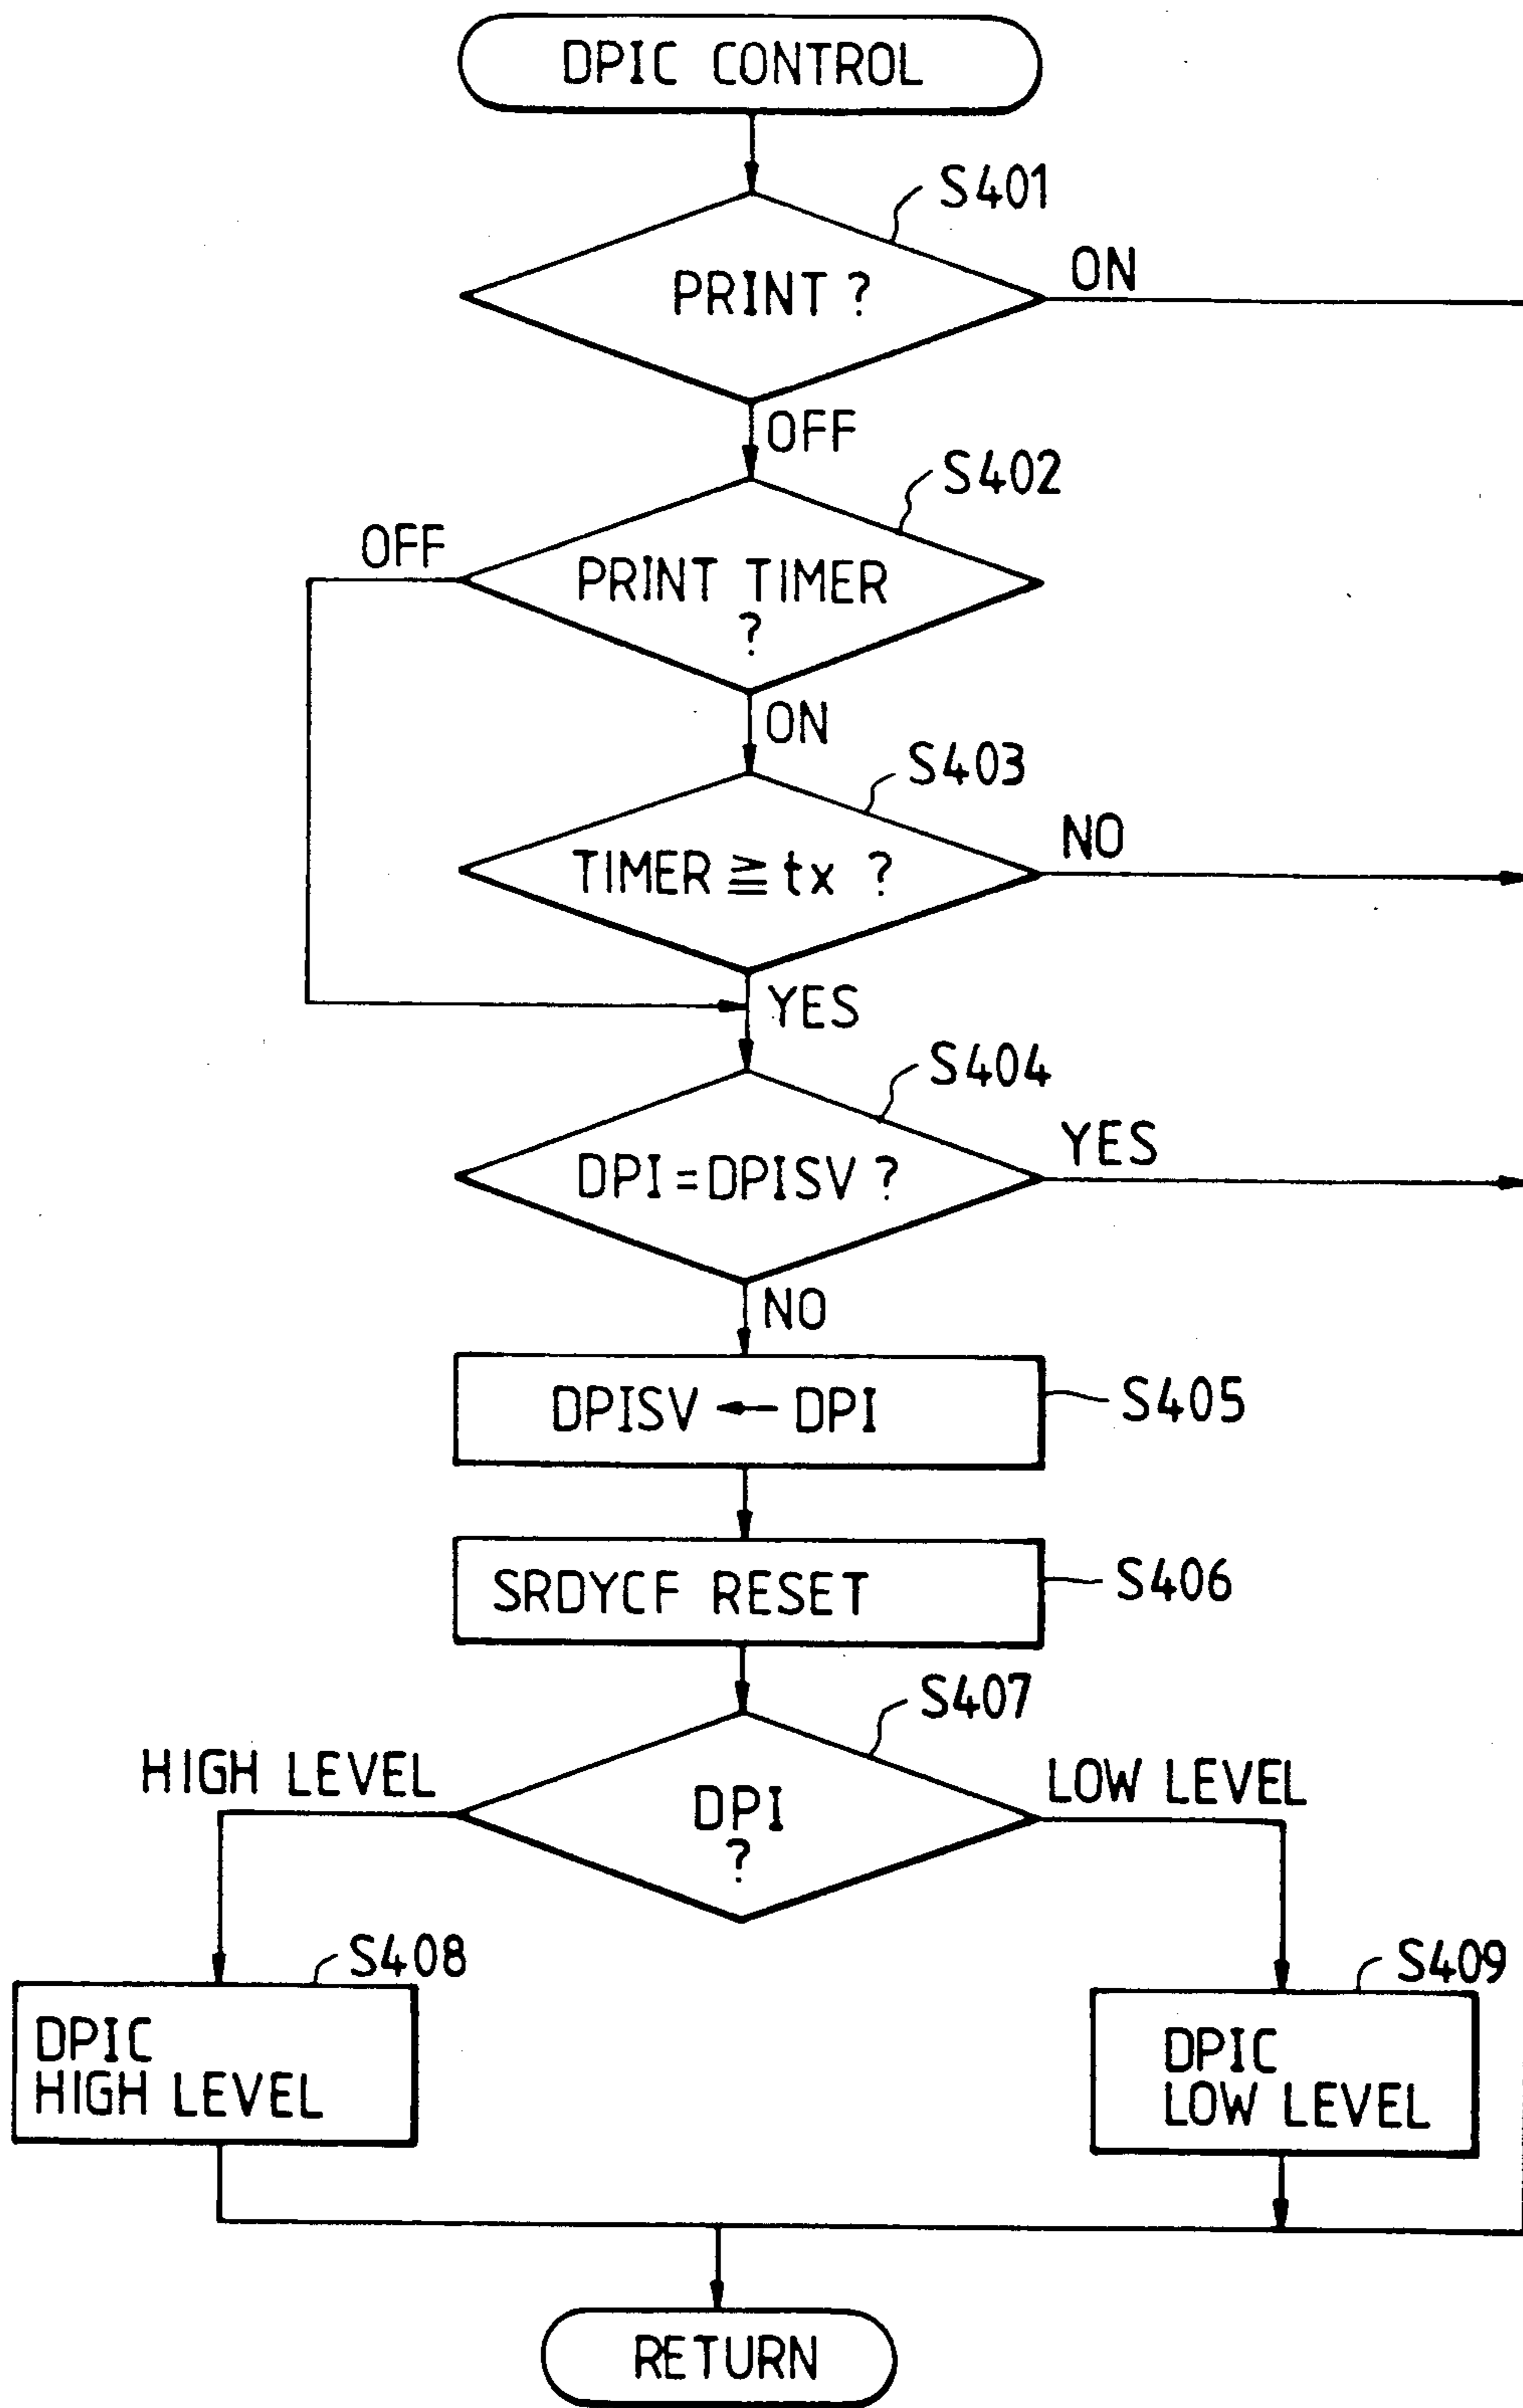 DPIC CONTROL
S401
PRINT ?
ON
OFF
S402
OFF
PRINT TIMER
?
ON
S403
TIMER ≧ tx ?
NO
YES
S404
DPI = DPISV ?
YES
NO
DPISV ← DPI
S405
SRDYCF RESET
S406
S407
HIGH LEVEL
DPI
?
LOW LEVEL
S408
DPIC
HIGH LEVEL
S409
DPIC
LOW LEVEL
RETURN